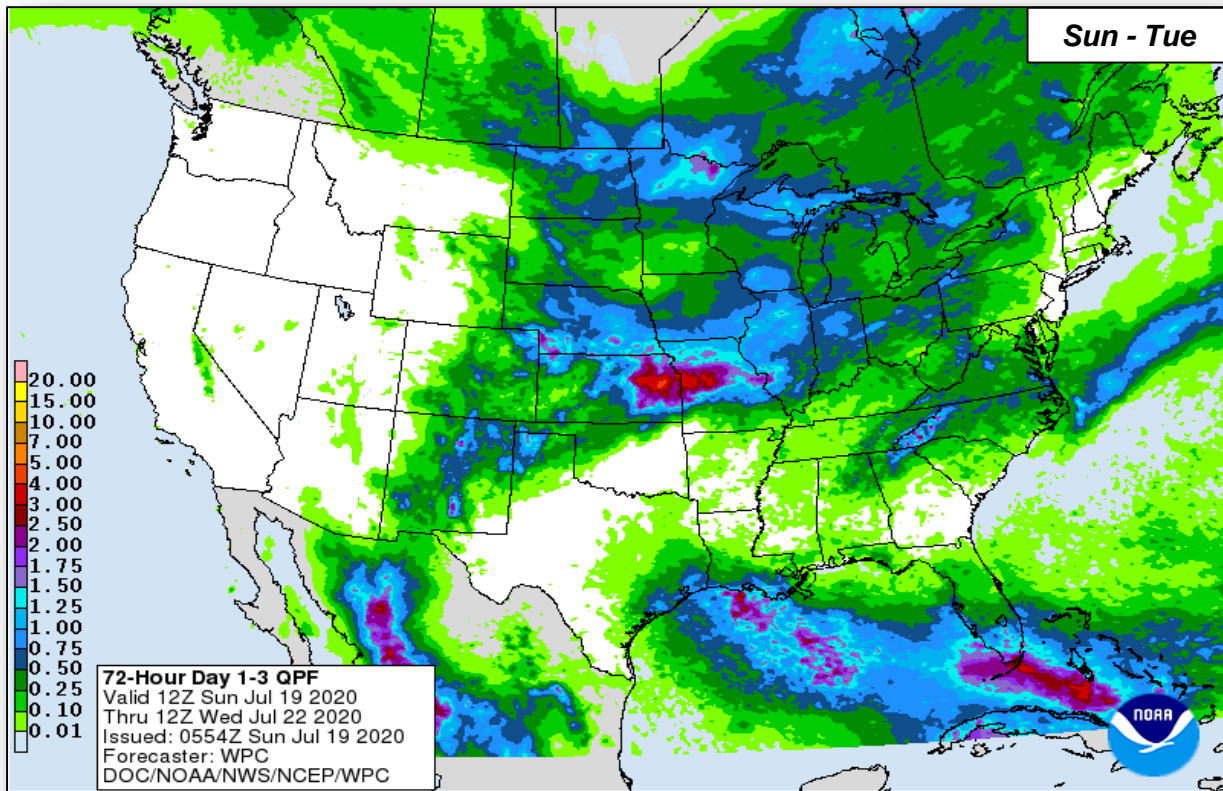 Sun - Tue
20.00
15.00
10.00
7.00
5.00
4.00
3.00
2.50
2.00
1.75
1.50
1.25
1.00
0.75
0.50
0.25
0.10
0.01
72-Hour Day 1-3 QPF
Valid 12Z Sun Jul 19 2020
Thru 12Z Wed Jul 22 2020
Issued: 0554Z Sun Jul 19 2020
Forecaster: WPC
DOC/NOAA/NWS/NCEP/WPC
NOAA